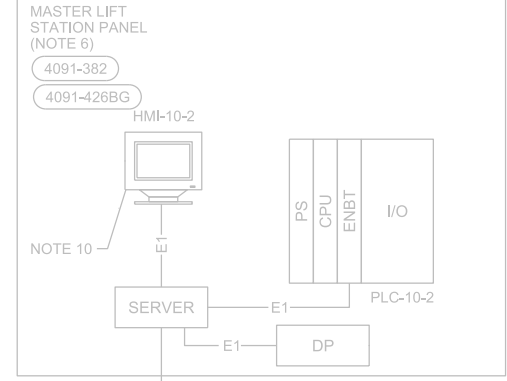 MASTER LIFT
STATION PANEL
(NOTE 6)
4091-382
4091-426BG
HMI-10-2
NOTE 10
E1
PS
CPU
ENBT
I/O
PLC-10-2
SERVER
E1
E1
DP